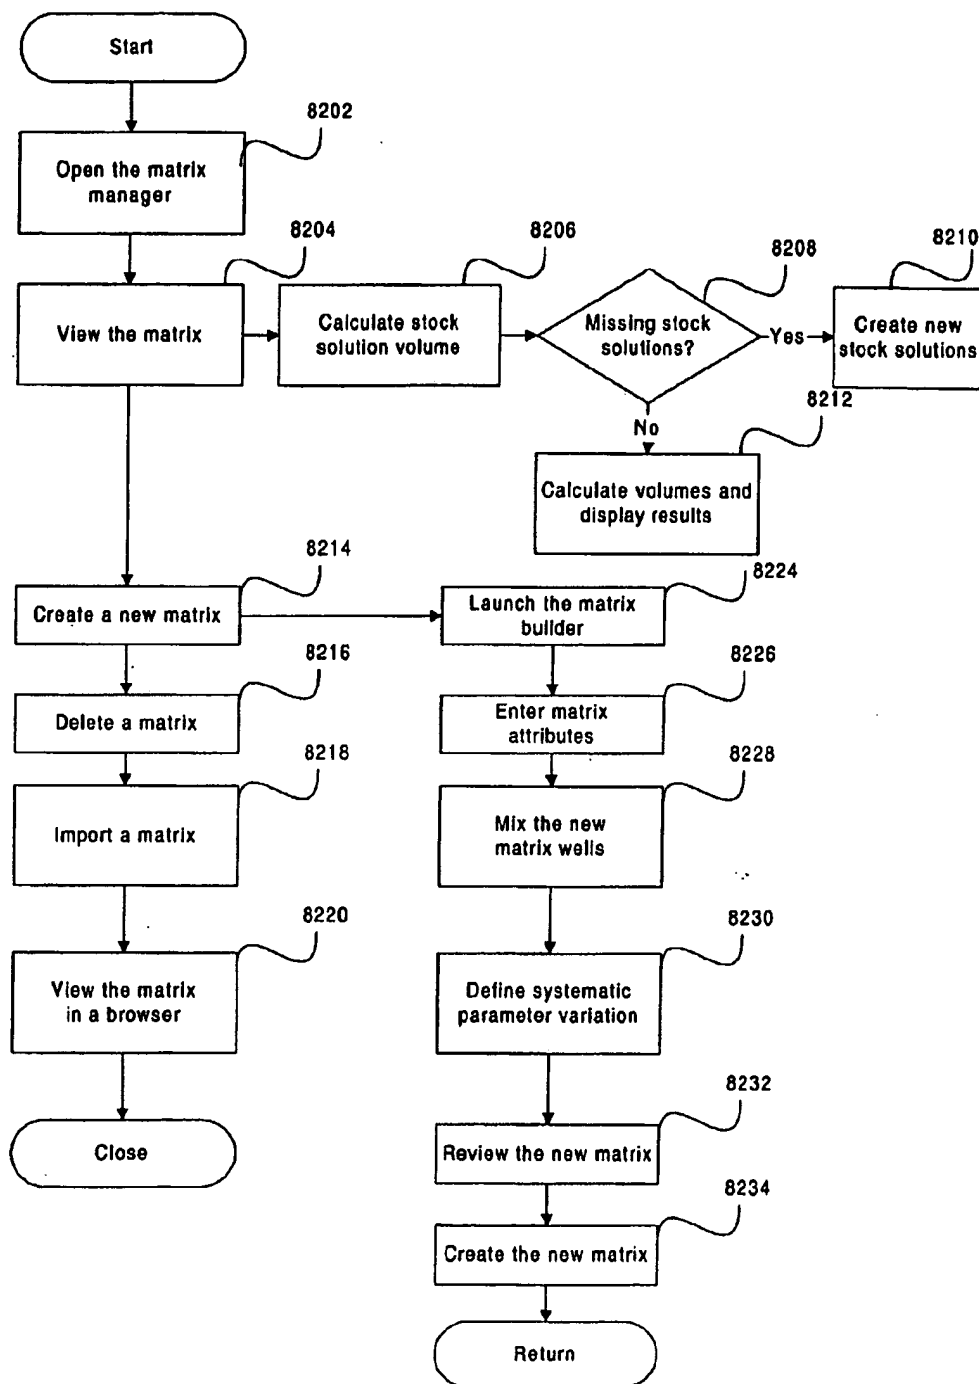 Start
8202
Open the matrix
manager
8204
View the matrix
8206
Calculate stock
solution volume
8208
Missing stock
solutions?
Yes
8210
Create new
stock solutions
No
8212
Calculate volumes and
display results
8214
Create a new matrix
8216
Delete a matrix
8218
Import a matrix
8220
View the matrix
in a browser
Close
8224
Launch the matrix
builder
8226
Enter matrix
attributes
8228
Mix the new
matrix wells
8230
Define systematic
parameter variation
8232
Review the new matrix
8234
Create the new matrix
Return